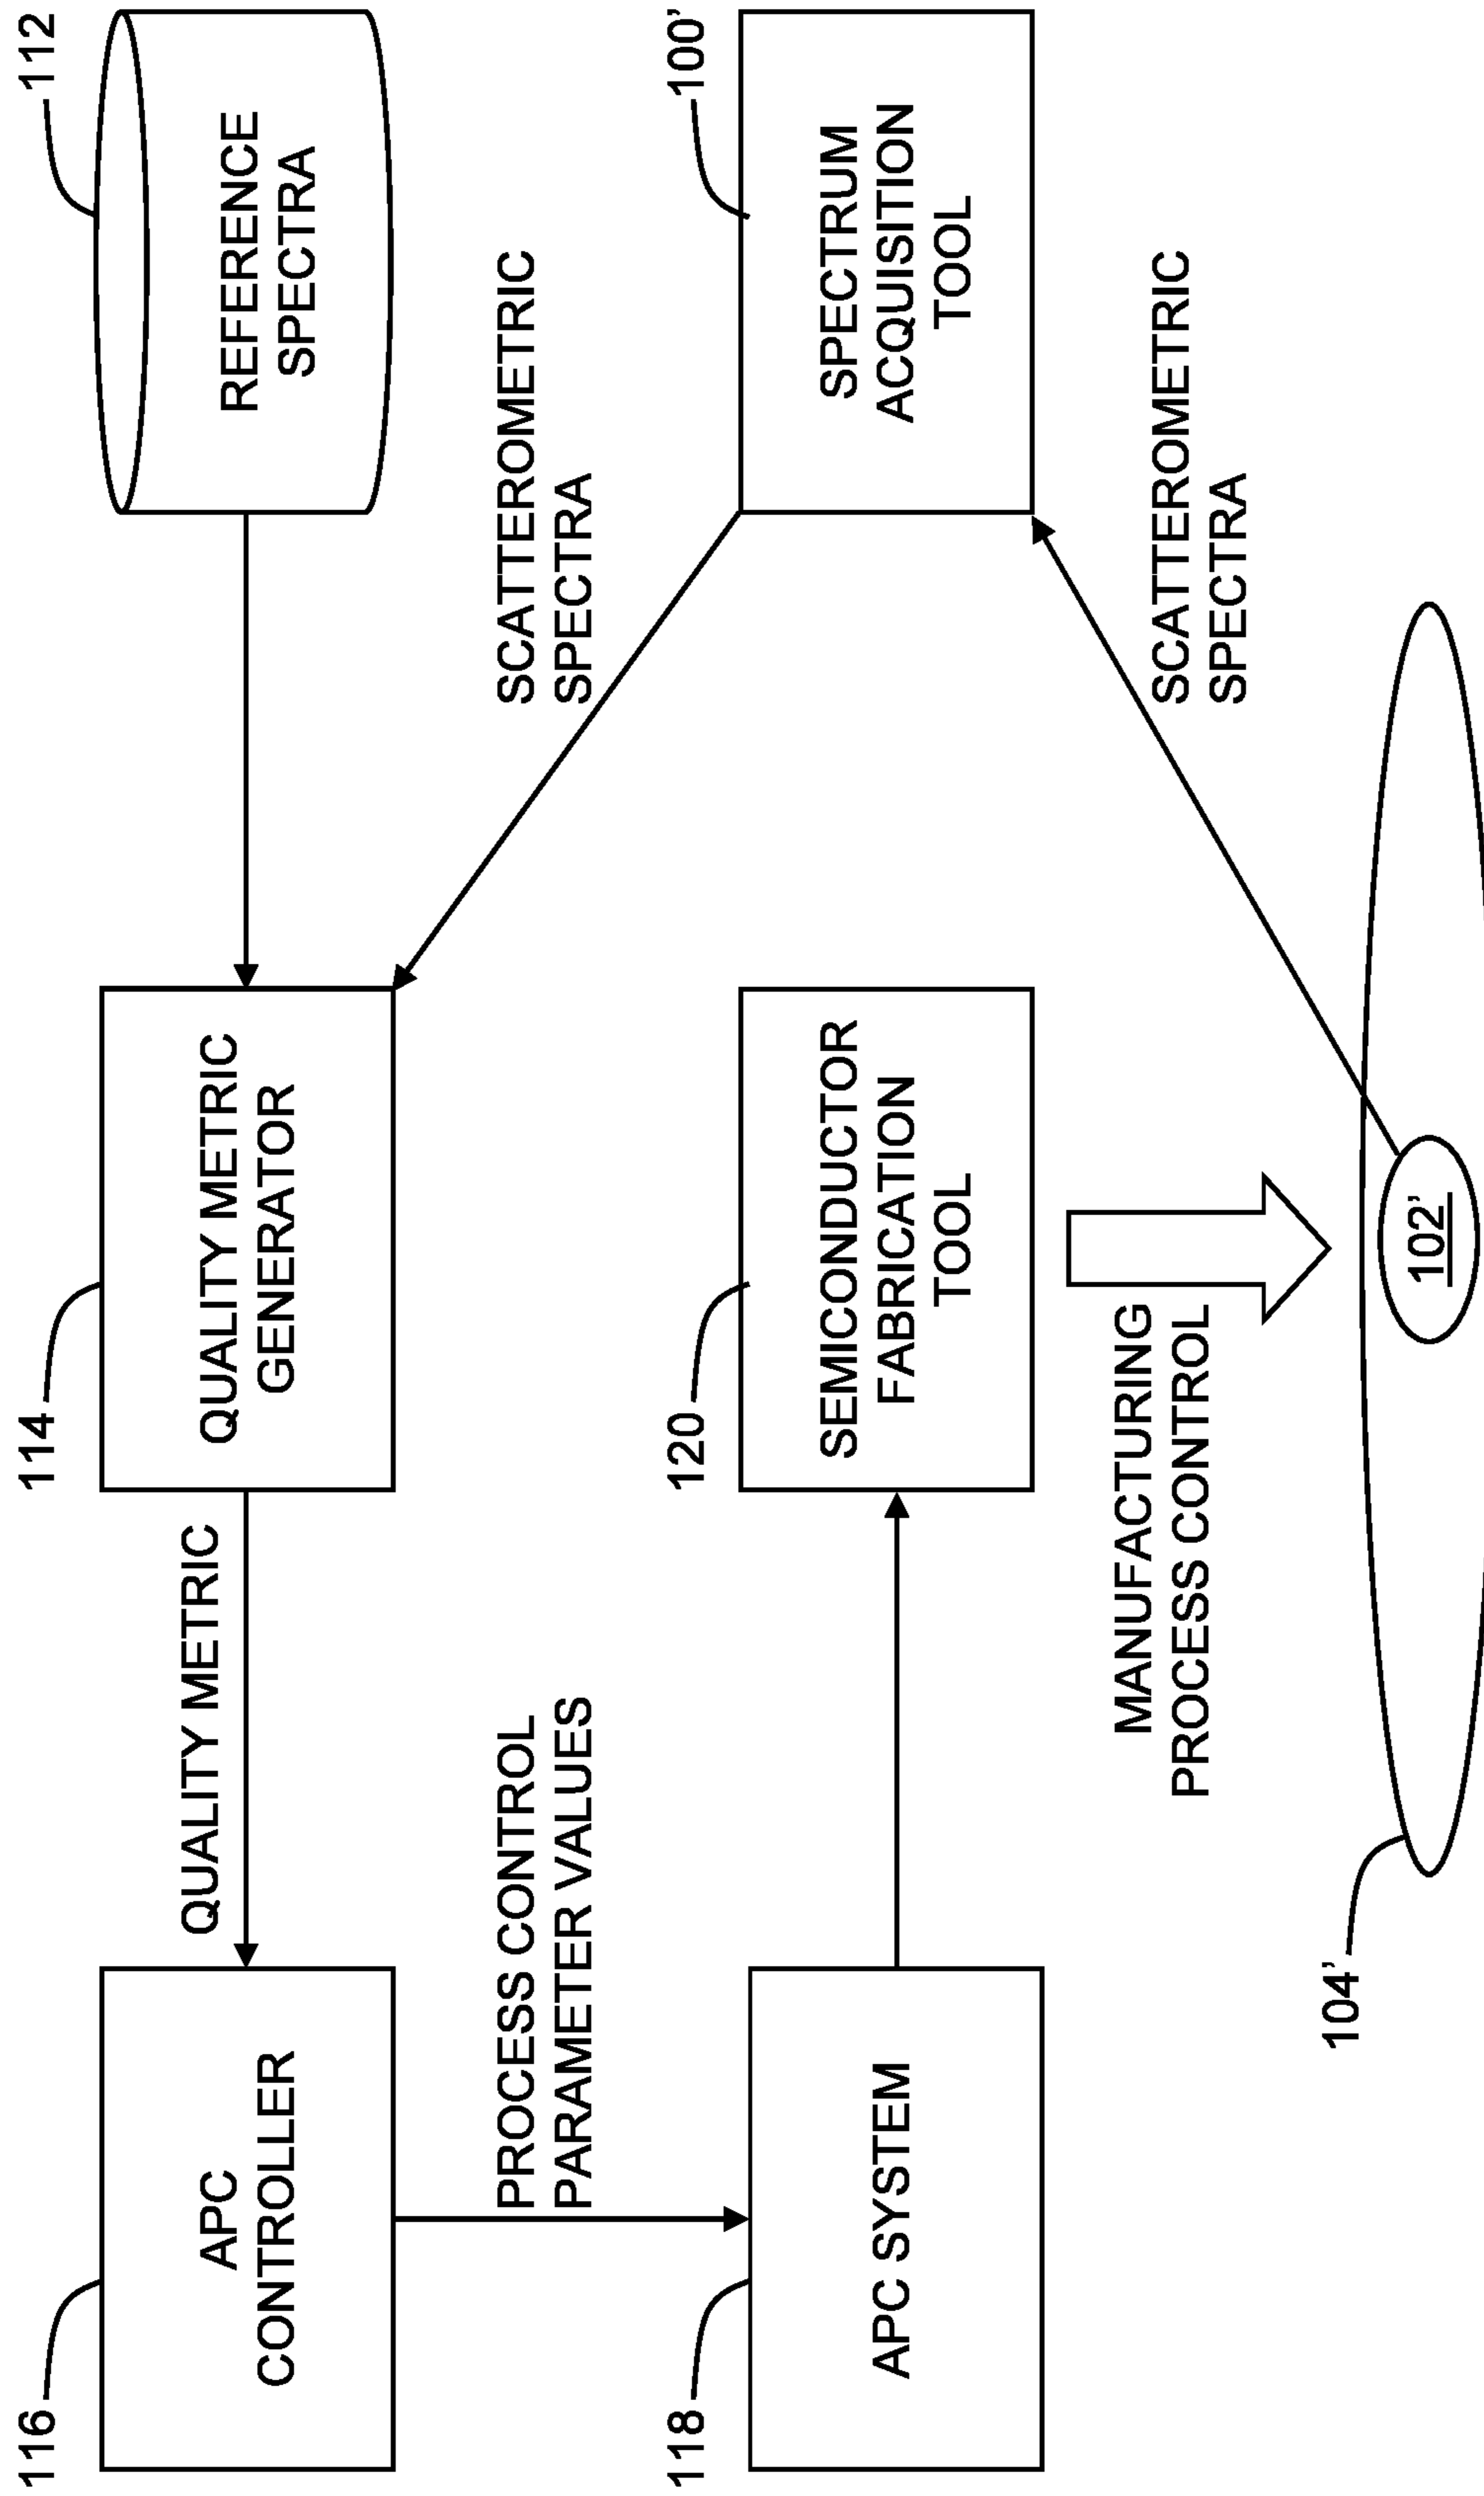 116
114
112
APC
CONTROLLER
QUALITY METRIC
QUALITY METRIC
GENERATOR
REFERENCE
SPECTRA
PROCESS CONTROL
PARAMETER VALUES
SCATTEROMETRIC
SPECTRA
118
120
100’
APC SYSTEM
SEMICONDUCTOR
FABRICATION
TOOL
SPECTRUM
ACQUISITION
TOOL
MANUFACTURING
PROCESS CONTROL
SCATTEROMETRIC
SPECTRA
104’
102’